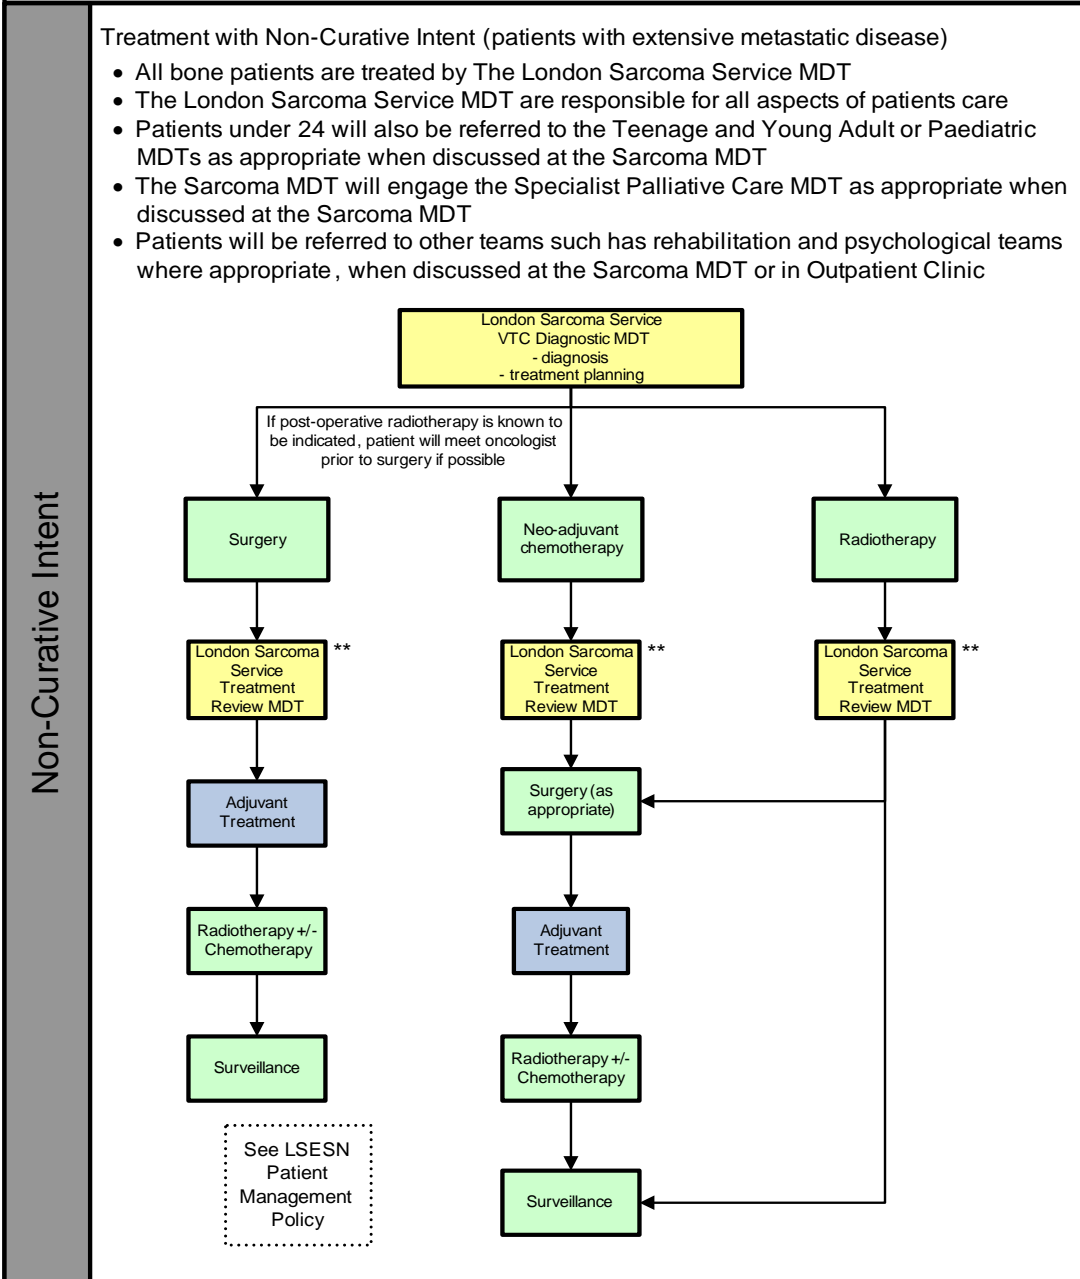 Non-Curative Intent
Treatment with Non-Curative Intent (patients with extensive metastatic disease)
• All bone patients are treated by The London Sarcoma Service MDT
• The London Sarcoma Service MDT are responsible for all aspects of patients care
• Patients under 24 will also be referred to the Teenage and Young Adult or Paediatric
MDTs as appropriate when discussed at the Sarcoma MDT
• The Sarcoma MDT will engage the Specialist Palliative Care MDT as appropriate when
discussed at the Sarcoma MDT
• Patients will be referred to other teams such has rehabilitation and psychological teams
where appropriate, when discussed at the Sarcoma MDT or in Outpatient Clinic
London Sarcoma Service
VTC Diagnostic MDT
- diagnosis
- treatment planning
If post-operative radiotherapy is known to
be indicated, patient will meet oncologist
prior to surgery if possible
Surgery
Neo-adjuvant
chemotherapy
Radiotherapy
London Sarcoma
Service
Treatment
Review MDT
**
London Sarcoma
Service
Treatment
Review MDT
**
London Sarcoma
Service
Treatment
Review MDT
**
Adjuvant
Treatment
Surgery (as
appropriate)
Radiotherapy +/-
Chemotherapy
Adjuvant
Treatment
Surveillance
Radiotherapy +/-
Chemotherapy
See LSESN
Patient
Management
Policy
Surveillance